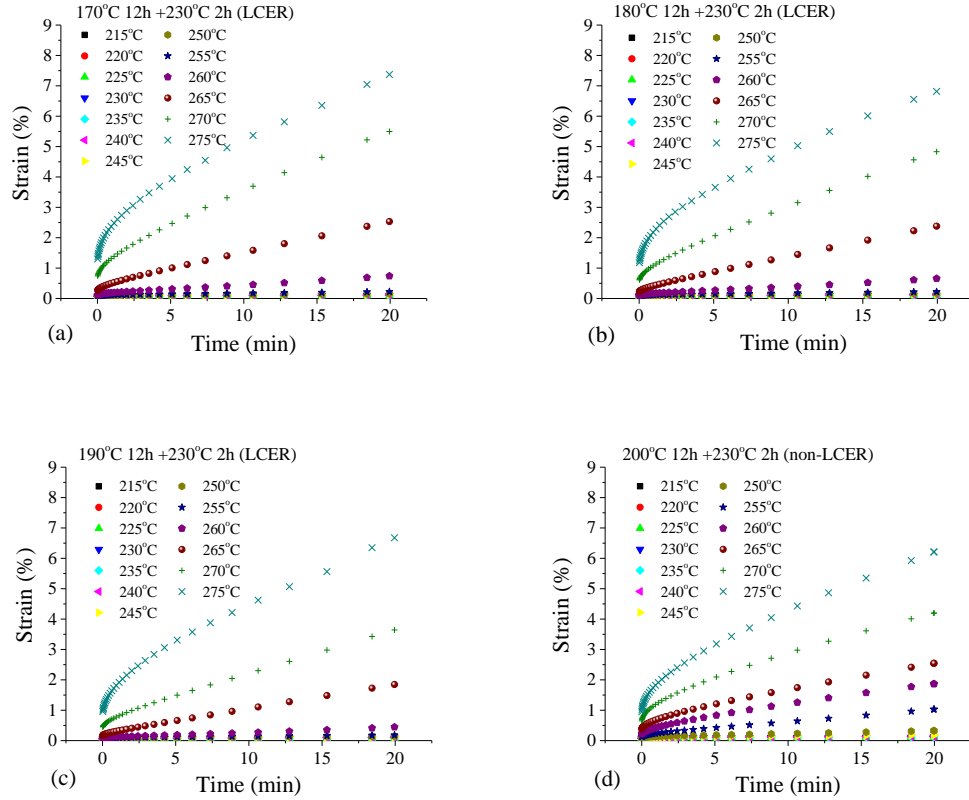 170°C 12h +230°C 2h (LCER)
215°C 250°C
220°C 255°C
225°C 260°C
230°C 265°C
235°C 270°C
240°C 275°C
245°C
Strain (%)
9
8
7
6
5
4
3
2
1
0
0 5 10 15 20
Time (min)
(a)
180°C 12h +230°C 2h (LCER)
215°C 250°C
220°C 255°C
225°C 260°C
230°C 265°C
235°C 270°C
240°C 275°C
245°C
Strain (%)
9
8
7
6
5
4
3
2
1
0
0 5 10 15 20
Time (min)
(b)
190°C 12h +230°C 2h (LCER)
215°C 250°C
220°C 255°C
225°C 260°C
230°C 265°C
235°C 270°C
240°C 275°C
245°C
Strain (%)
9
8
7
6
5
4
3
2
1
0
0 5 10 15 20
Time (min)
(c)
200°C 12h +230°C 2h (non-LCER)
215°C 250°C
220°C 255°C
225°C 260°C
230°C 265°C
235°C 270°C
240°C 275°C
245°C
Strain (%)
9
8
7
6
5
4
3
2
1
0
0 5 10 15 20
Time (min)
(d)